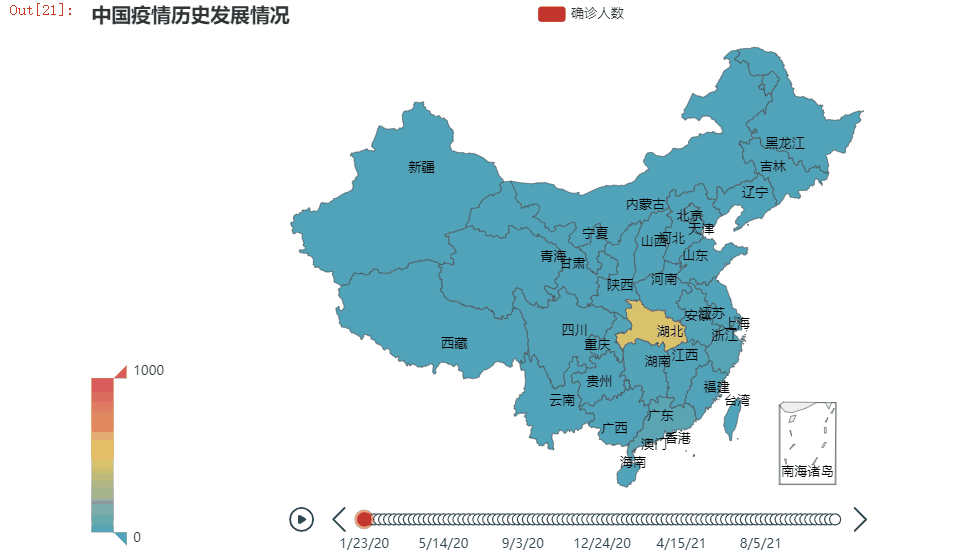 Out[21]:
中国疫情历史发展情况
确诊人数
黑龙江
吉林
新疆
辽宁
内蒙古
北京
天津
宁夏
山西
河北
山东
青海
甘肃
陕西
河南
安徽
江苏
上海
四川
湖北
浙江
西藏
重庆
湖南
江西
贵州
福建
云南
台湾
广东
广西
香港
澳门
海南
南海诸岛
1000
0
1/23/20
5/14/20
9/3/20
12/24/20
4/15/21
8/5/21